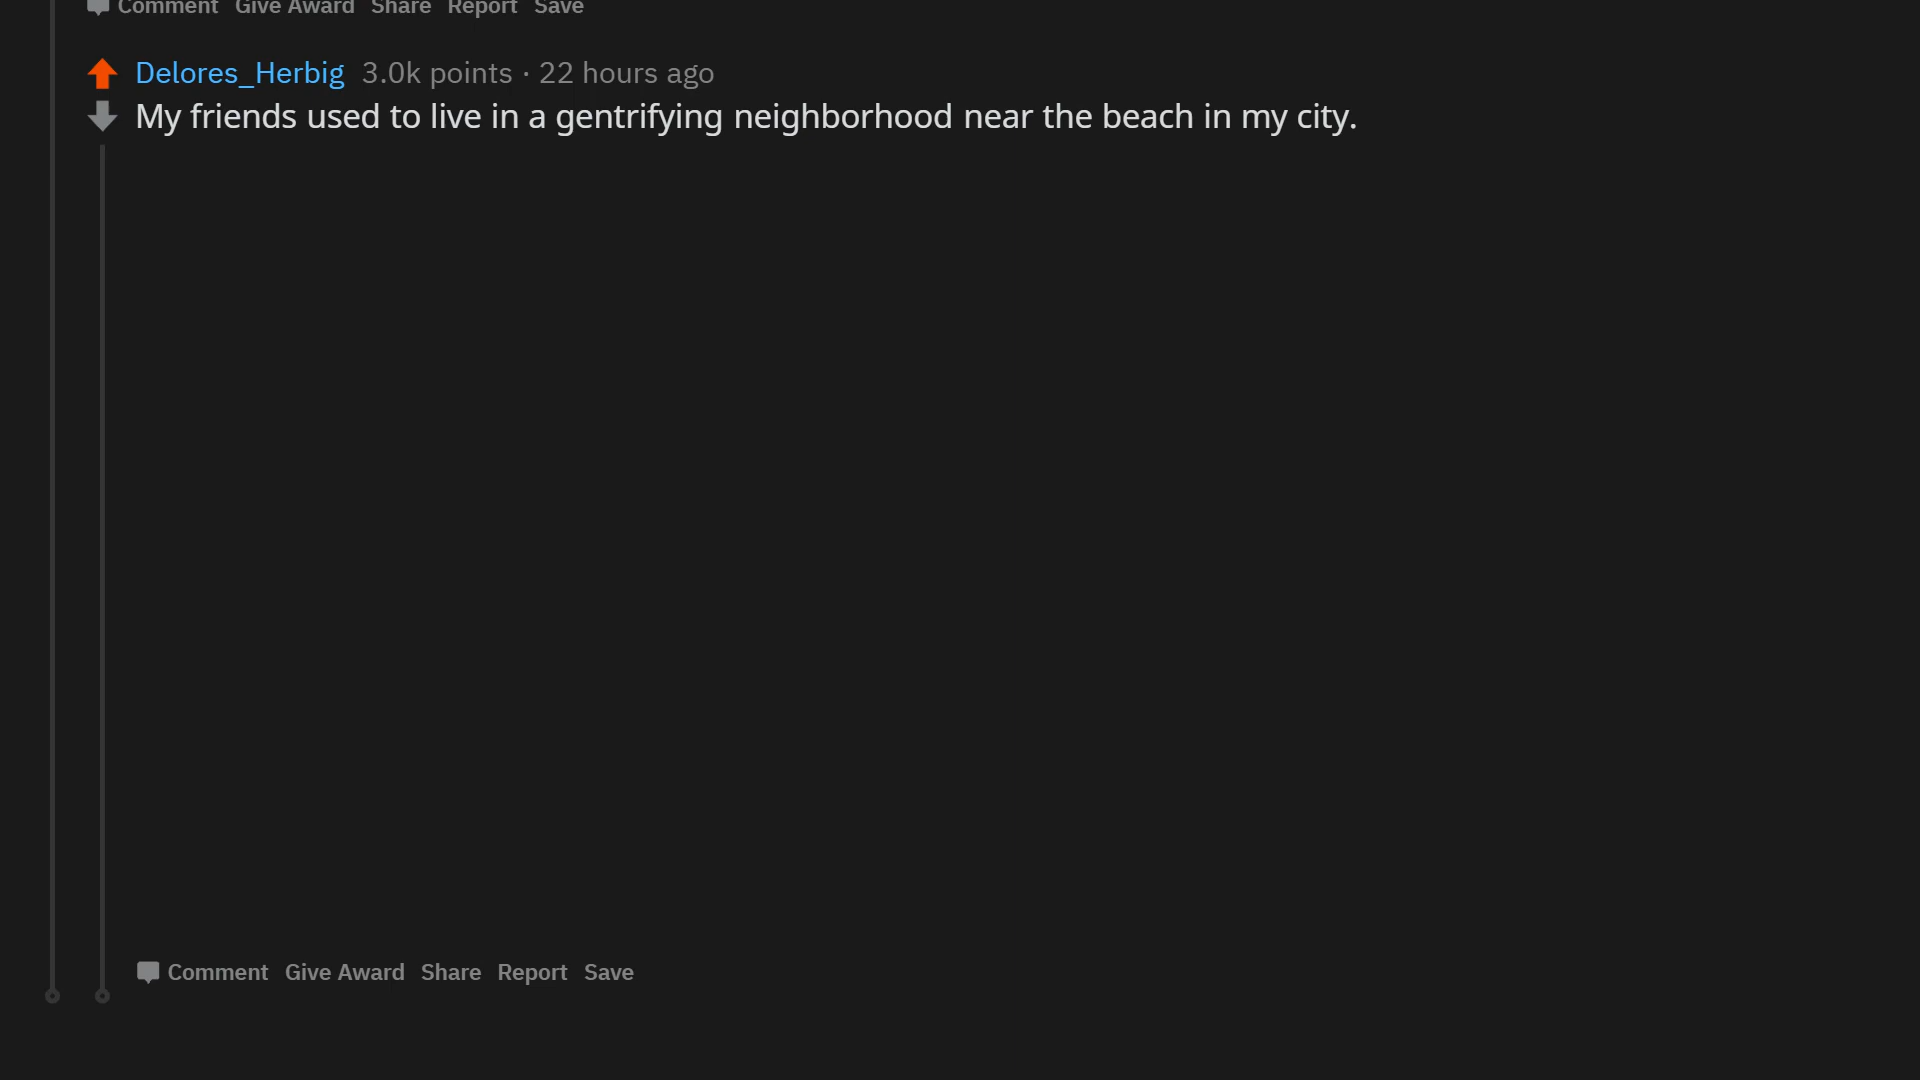 Comment Give Award Share Report Save
Delores_Herbig 3.0k points · 22 hours ago
My friends used to live in a gentrifying neighborhood near the beach in my city.
Comment Give Award Share Report Save